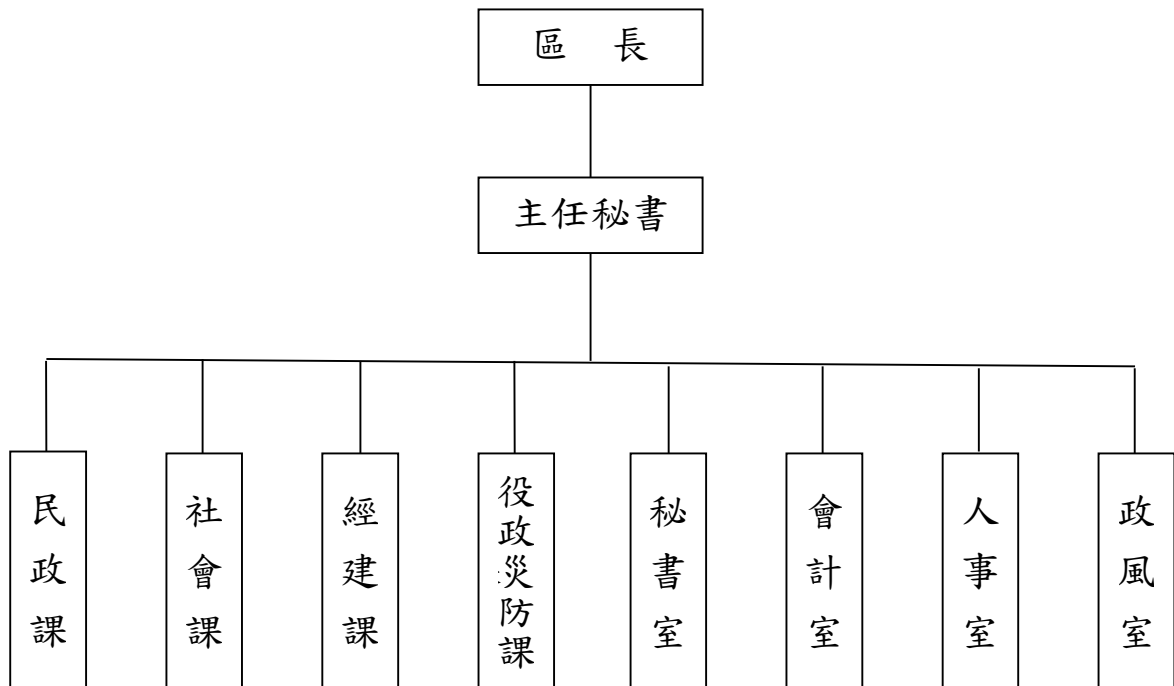 區　長
主任秘書
民政課
社會課
經建課
役政災防課
秘書室
會計室
人事室
政風室